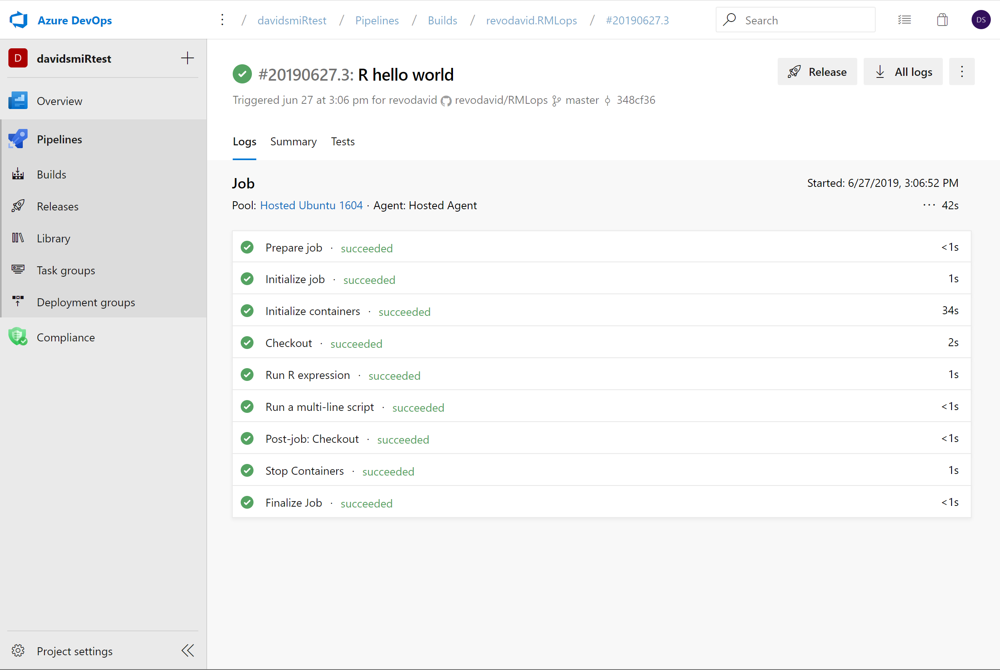 Azure DevOps
/ davidsmiRtest / Pipelines / Builds / revodavid.RMLops / #20190627.3
Search
DS
D
davidsmiRtest
Overview
Pipelines
Builds
Releases
Library
Task groups
Deployment groups
Compliance
Project settings
#20190627.3: R hello world
Release
All logs
Triggered jun 27 at 3:06 pm for revodavid revodavid/RMLops master 348cf36
Logs Summary Tests
Job
Started: 6/27/2019, 3:06:52 PM
Pool: Hosted Ubuntu 1604 · Agent: Hosted Agent
··· 42s
Prepare job · succeeded <1s
Initialize job · succeeded 1s
Initialize containers · succeeded 34s
Checkout · succeeded 2s
Run R expression · succeeded 1s
Run a multi-line script · succeeded <1s
Post-job: Checkout · succeeded <1s
Stop Containers · succeeded 1s
Finalize Job · succeeded <1s